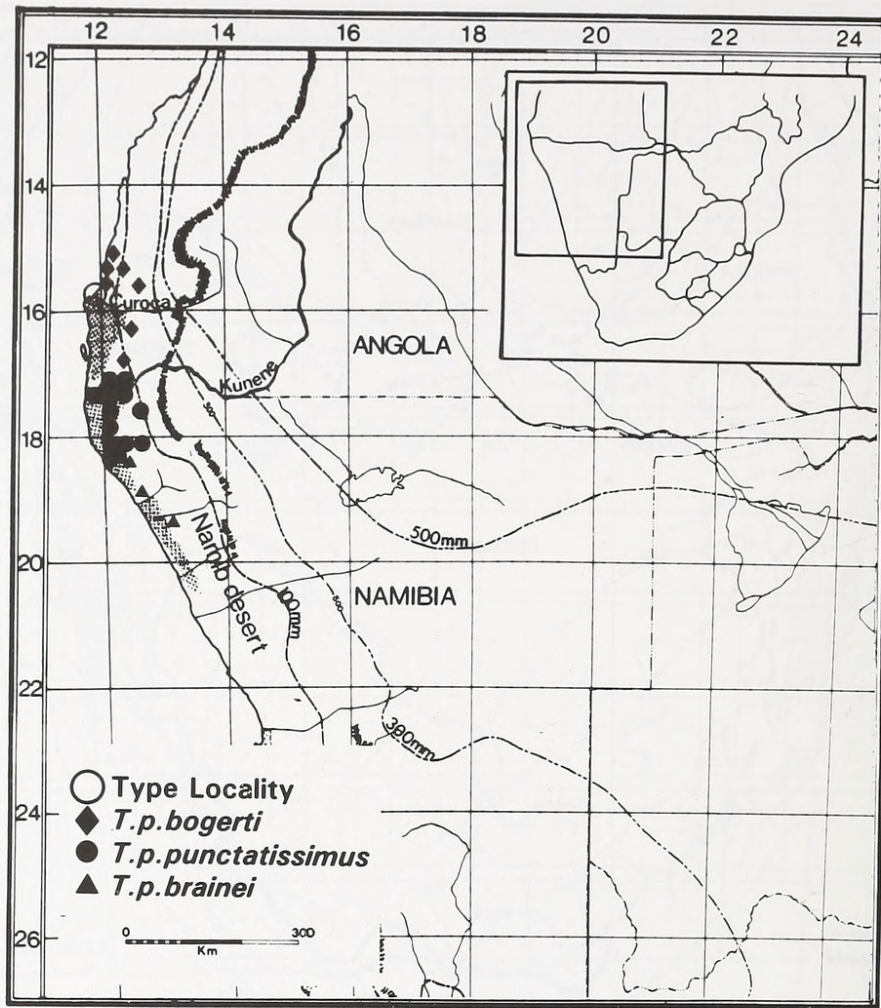 12 14 16 18 20 22 24
12
14
16
18
20
22
24
26
Curoca
ANGOLA
Kunene
500mm
Namib desert
100mm
NAMIBIA
300mm
Type Locality
T.p.bogerti
T.p.punctatissimus
T.p.brainei
0 300
Km